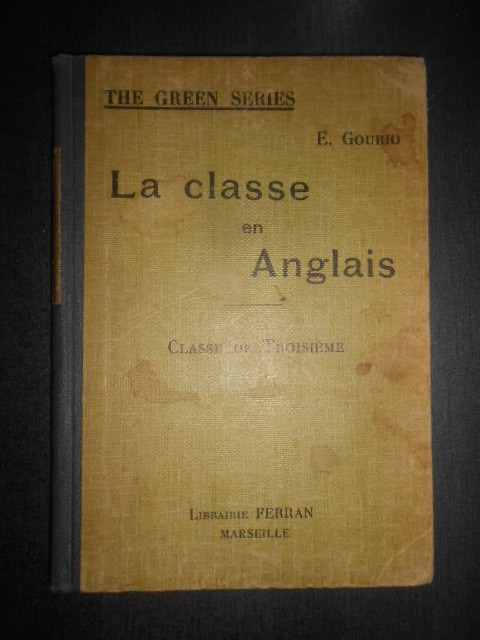 THE GREEN SERIES
E. GOURIO
La classe
en
Anglais
CLASSE DE TROISIÈME
LIBRAIRIE FERRAN
MARSEILLE